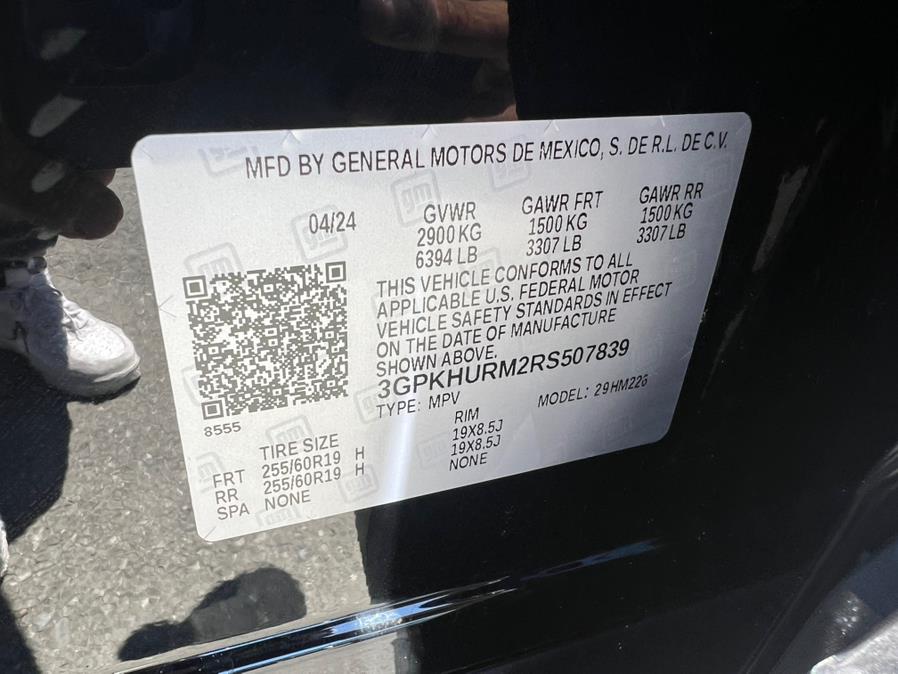 MFD BY GENERAL MOTORS DE MEXICO, S. DE R.L. DE C.V.
04/24
GVWR
2900 KG
6394 LB
GAWR FRT
1500 KG
3307 LB
GAWR RR
1500 KG
3307 LB
THIS VEHICLE CONFORMS TO ALL
APPLICABLE U.S. FEDERAL MOTOR
VEHICLE SAFETY STANDARDS IN EFFECT
ON THE DATE OF MANUFACTURE
SHOWN ABOVE.
3GPKHURM2RS507839
TYPE: MPV
MODEL: 29HM226
8555
TIRE SIZE
RIM
FRT 255/60R19 H 19X8.5J
RR 255/60R19 H 19X8.5J
SPA NONE NONE